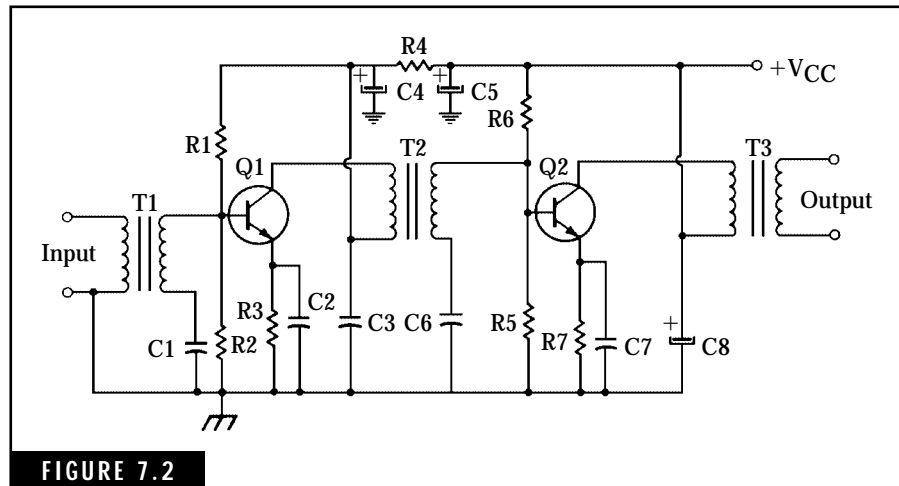 R4
+VCC
+
C4
+
C5
R6
R1
Q1
T2
Q2
T3
T1
Input
Output
R3
C2
C3
C6
R5
R7
C7
+
C8
C1
R2
FIGURE 7.2